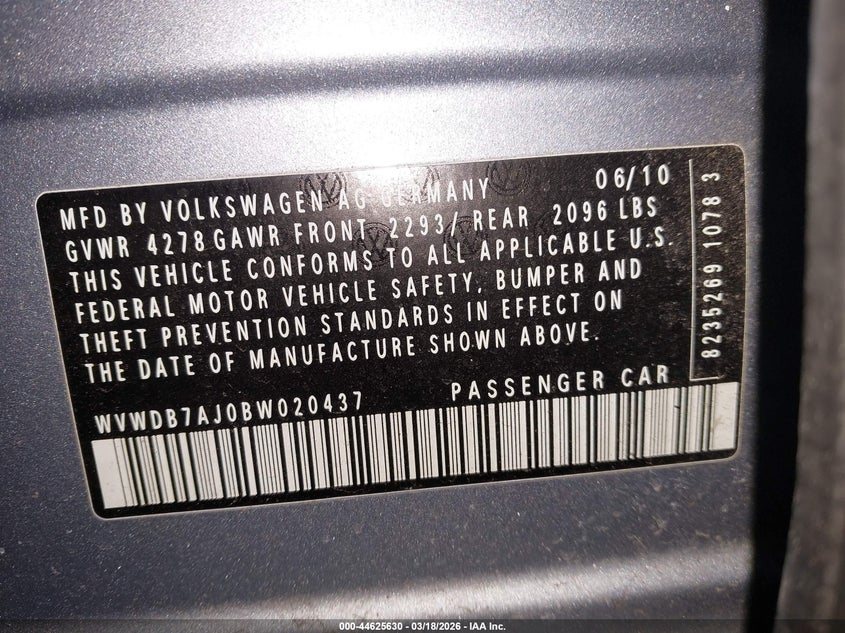 MFD BY VOLKSWAGEN AG GERMANY 06/10
GVWR 4278 GAWR FRONT 2293/ REAR 2096 LBS
THIS VEHICLE CONFORMS TO ALL APPLICABLE U.S.
FEDERAL MOTOR VEHICLE SAFETY, BUMPER AND
THEFT PREVENTION STANDARDS IN EFFECT ON
THE DATE OF MANUFACTURE SHOWN ABOVE.
WVWDB7AJ0BW020437 PASSENGER CAR
8235269 1078 3
000-44625630 - 03/18/2026 - IAA Inc.